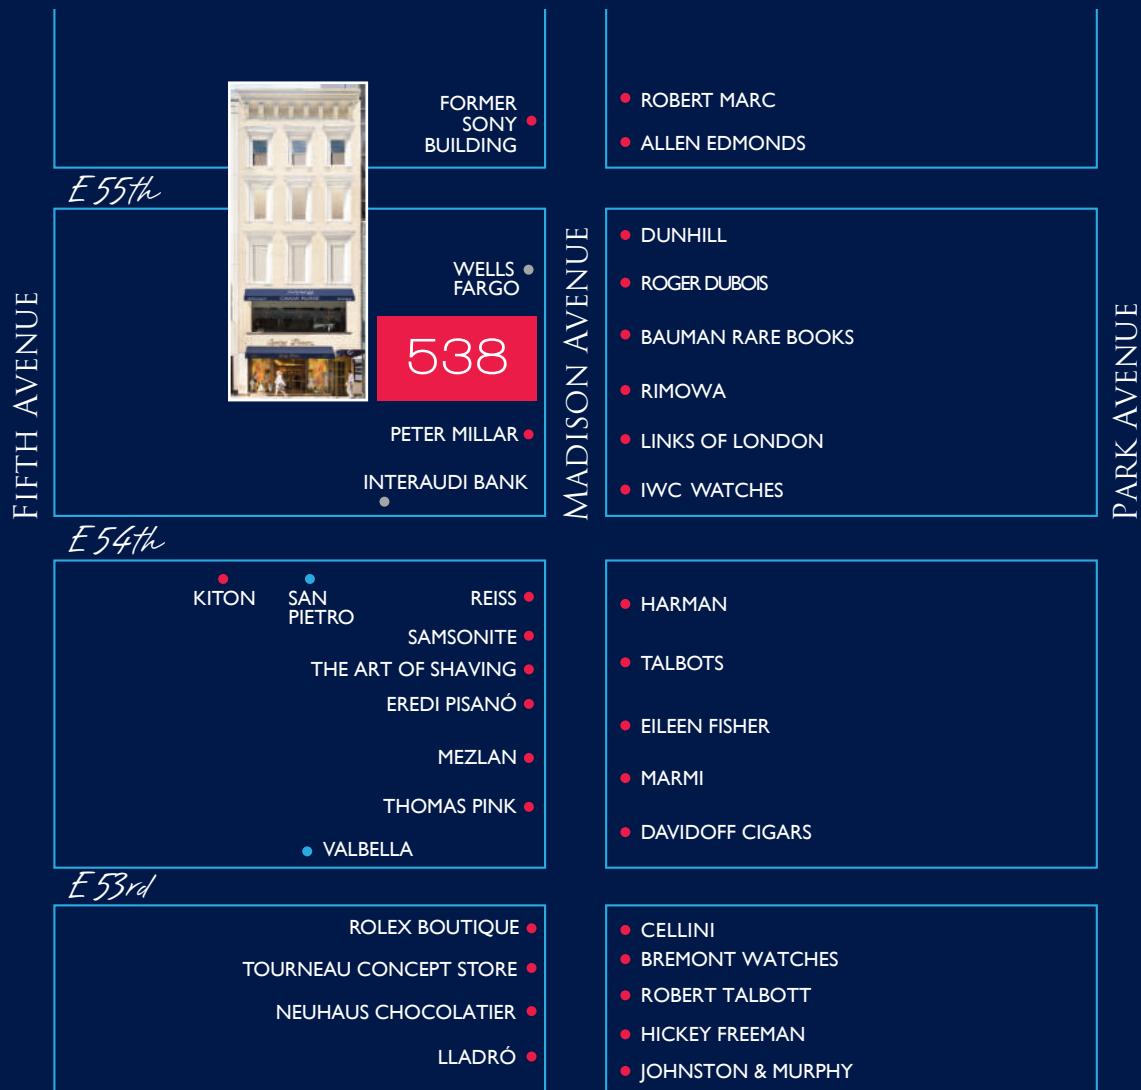 FORMER
SONY
BUILDING
ROBERT MARC
ALLEN EDMONDS
E 55th
FIFTH AVENUE
MADISON AVENUE
PARK AVENUE
WELLS
FARGO
538
PETER MILLAR
INTERAUDI BANK
DUNHILL
ROGER DUBOIS
BAUMAN RARE BOOKS
RIMOWA
LINKS OF LONDON
IWC WATCHES
E 54th
KITON
SAN
PIETRO
REISS
SAMSONITE
THE ART OF SHAVING
EREDI PISANÓ
MEZLAN
THOMAS PINK
VALBELLA
HARMAN
TALBOTS
EILEEN FISHER
MARMI
DAVIDOFF CIGARS
E 53rd
ROLEX BOUTIQUE
TOURNEAU CONCEPT STORE
NEUHAUS CHOCOLATIER
LLADRÓ
CELLINI
BREMONT WATCHES
ROBERT TALBOTT
HICKEY FREEMAN
JOHNSTON & MURPHY